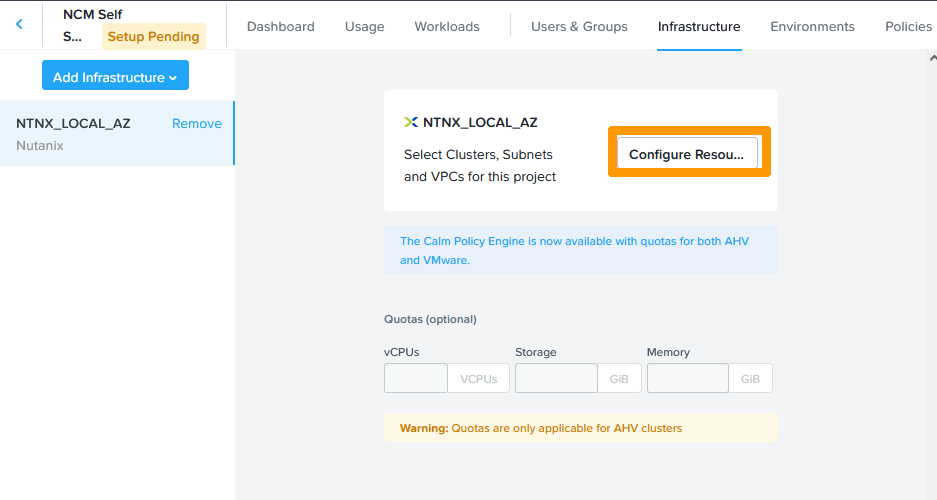 NCM Self
S... Setup Pending
Dashboard Usage Workloads Users & Groups Infrastructure Environments Policies
Add Infrastructure
NTNX_LOCAL_AZ Remove
Nutanix
NTNX_LOCAL_AZ
Select Clusters, Subnets
and VPCs for this project
Configure Resou...
The Calm Policy Engine is now available with quotas for both AHV
and VMware.
Quotas (optional)
vCPUs Storage Memory
VCPUs GiB GiB
Warning: Quotas are only applicable for AHV clusters